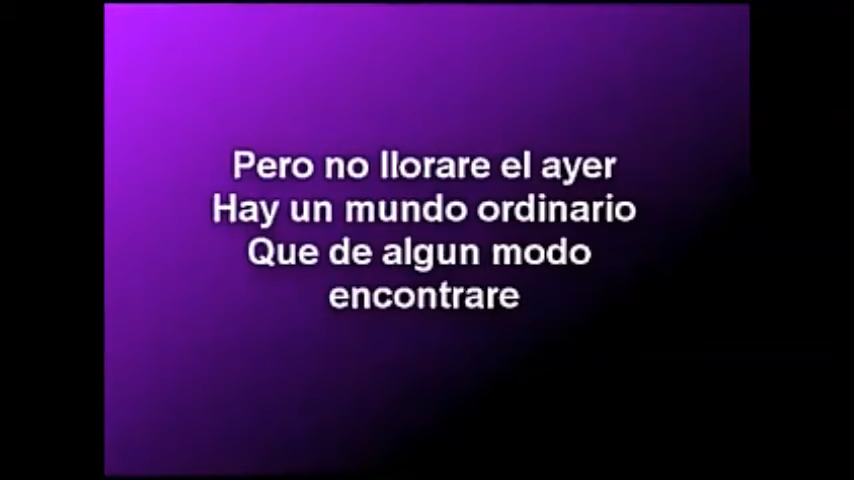 Pero no llorare el ayer
Hay un mundo ordinario
Que de algun modo
encontrare